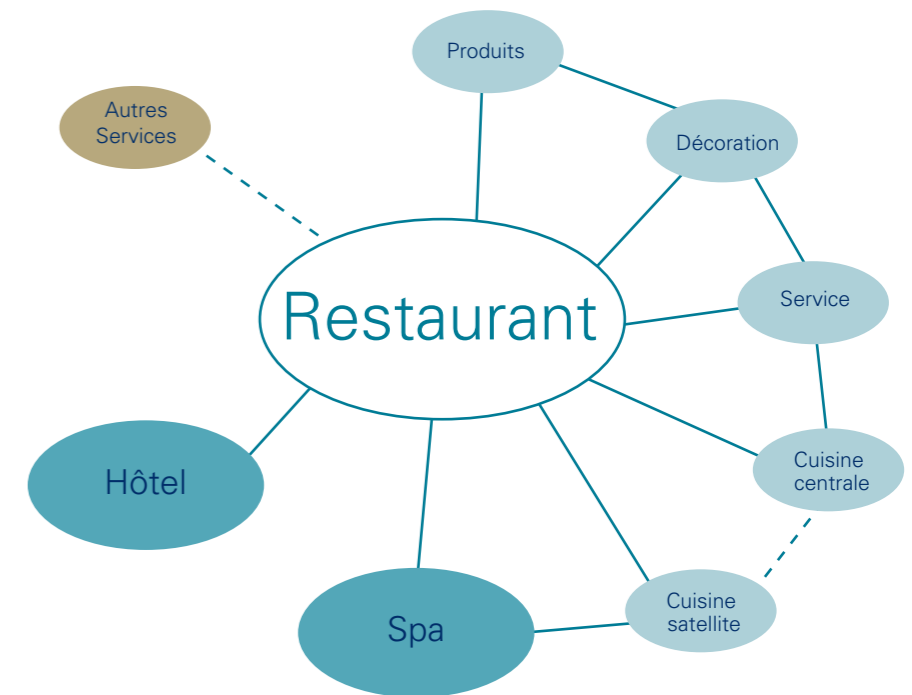 Produits
Autres
Services
Décoration
Service
Restaurant
Cuisine
centrale
Hôtel
Cuisine
satellite
Spa